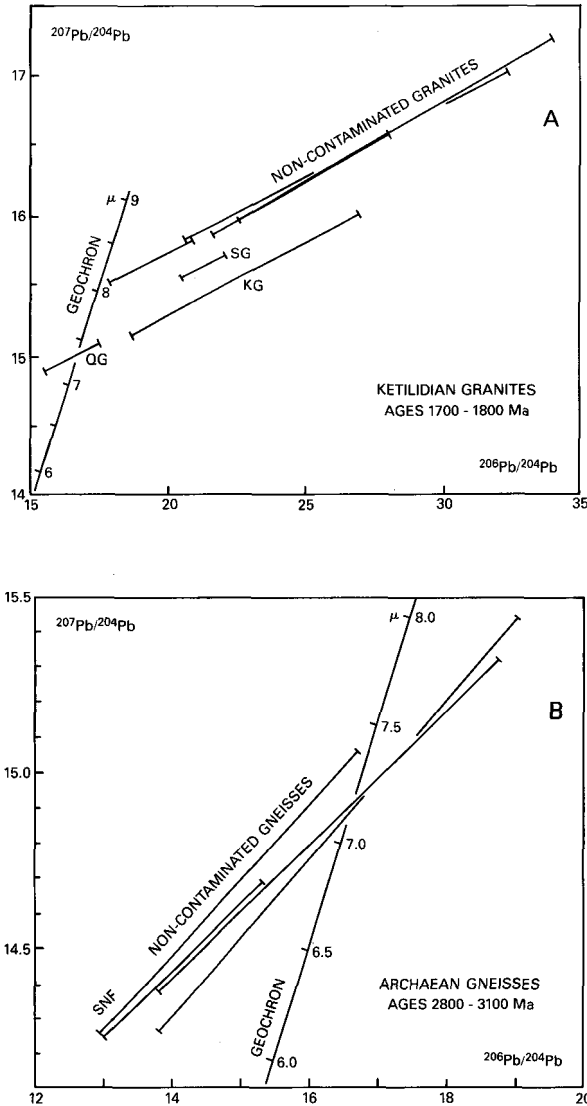 ²⁰⁷Pb/²⁰⁴Pb
17
16
15
14
15
20
25
30
35
NON-CONTAMINATED GRANITES
A
μ
9
GEOCHRON
8
SG
KG
QG
7
6
KETILIDIAN GRANITES
AGES 1700 - 1800 Ma
²⁰⁶Pb/²⁰⁴Pb
15.5
²⁰⁷Pb/²⁰⁴Pb
μ
8.0
B
7.5
15.0
NON-CONTAMINATED GNEISSES
7.0
14.5
SNF
6.5
GEOCHRON
ARCHAEAN GNEISSES
AGES 2800 - 3100 Ma
6.0
²⁰⁶Pb/²⁰⁴Pb
12
14
16
18
20